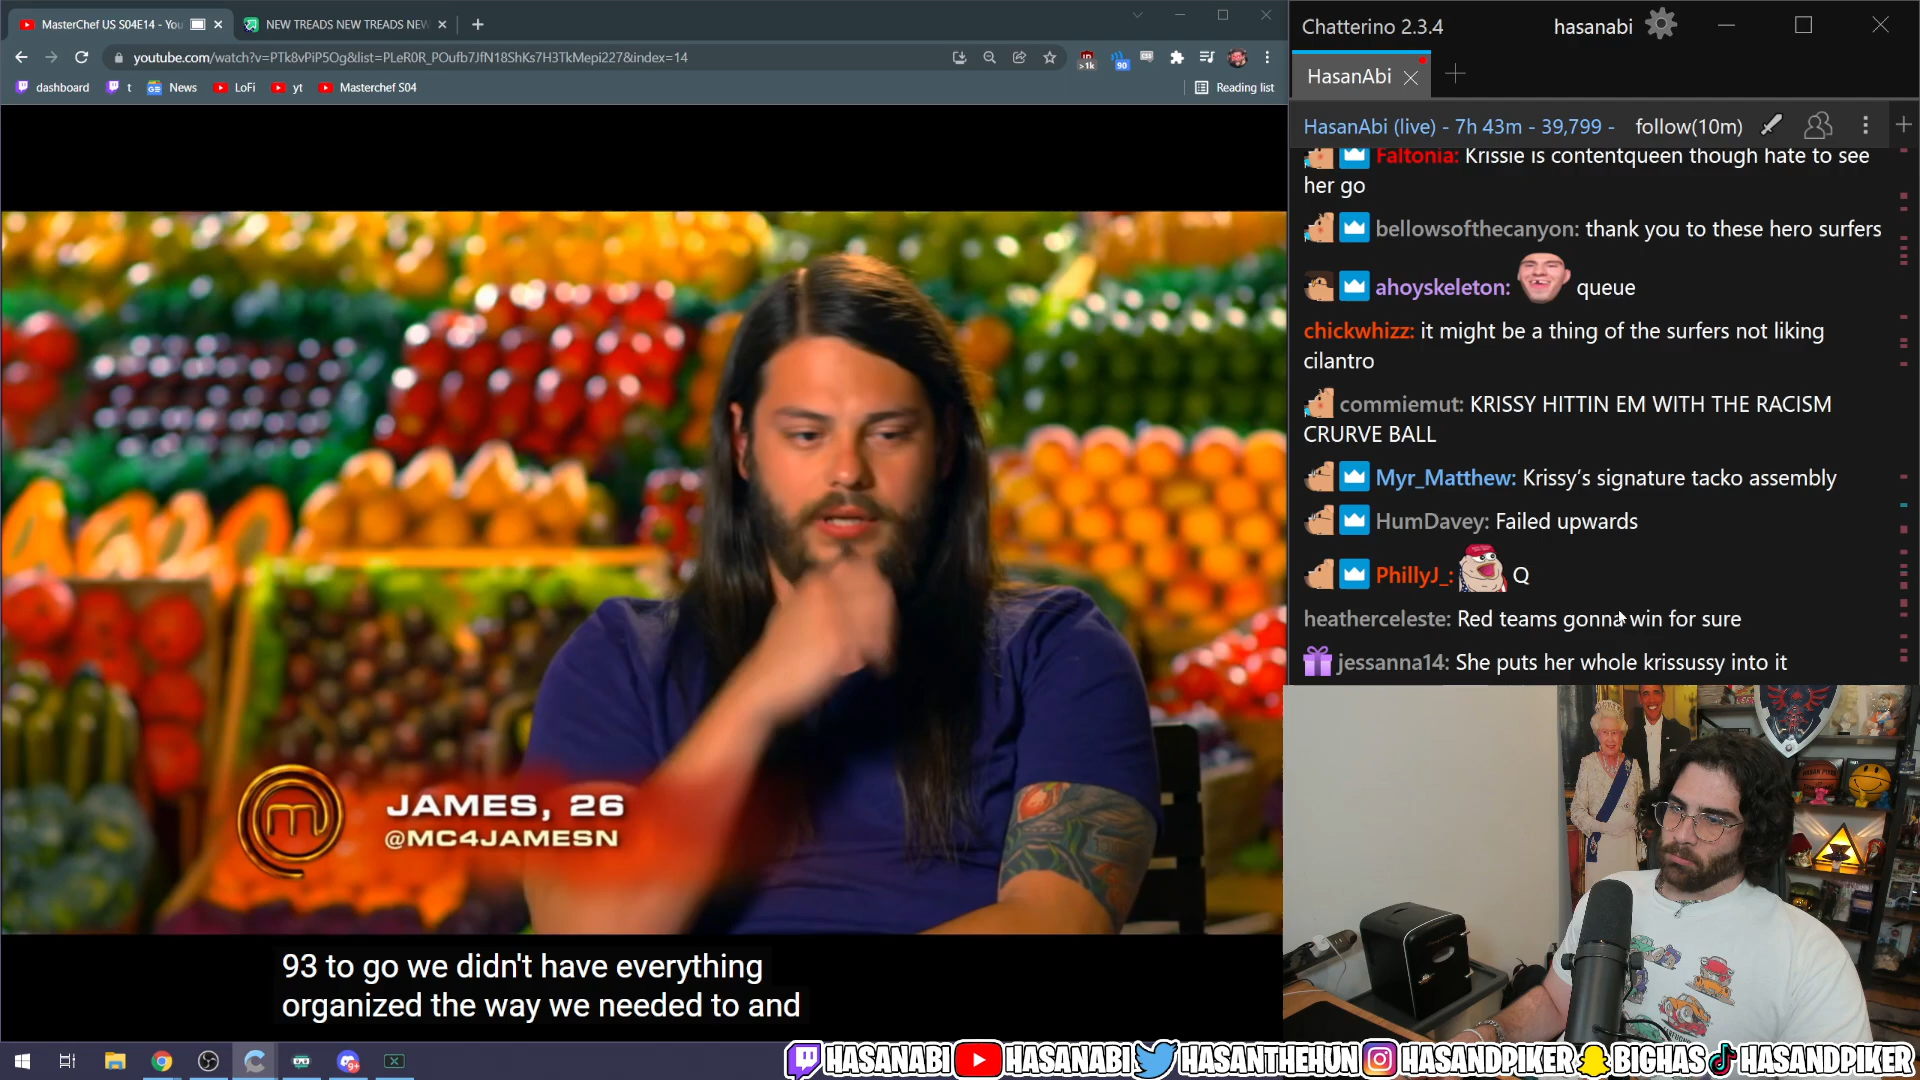 MasterChef US S04E14 - You
NEW TREADS NEW TREADS NEW
youtube.com/watch?v=PTk8vPiP5Og&list=PLeR0R_POufb7JfN18ShKs7H3TkMepi227&index=14
>1k
90
dashboard
t
News
LoFi
yt
Masterchef S04
Reading list
JAMES, 26
@MC4JAMESN
93 to go we didn't have everything
organized the way we needed to and
Chatterino 2.3.4
hasanabi
HasanAbi
HasanAbi (live) - 7h 43m - 39,799 -
follow(10m)
Faltonia: Krissie is contentqueen though hate to see
her go
bellowsofthecanyon: thank you to these hero surfers
ahoyskeleton: queue
chickwhizz: it might be a thing of the surfers not liking
cilantro
commiemut: KRISSY HITTIN EM WITH THE RACISM
CRURVE BALL
Myr_Matthew: Krissy's signature tacko assembly
HumDavey: Failed upwards
PhillyJ_: Q
heatherceleste: Red teams gonna win for sure
jessanna14: She puts her whole krissussy into it
HASANABI
HASANABI
HASANTHEHUN
HASANDPIKER
BIGHAS
HASANDPIKER